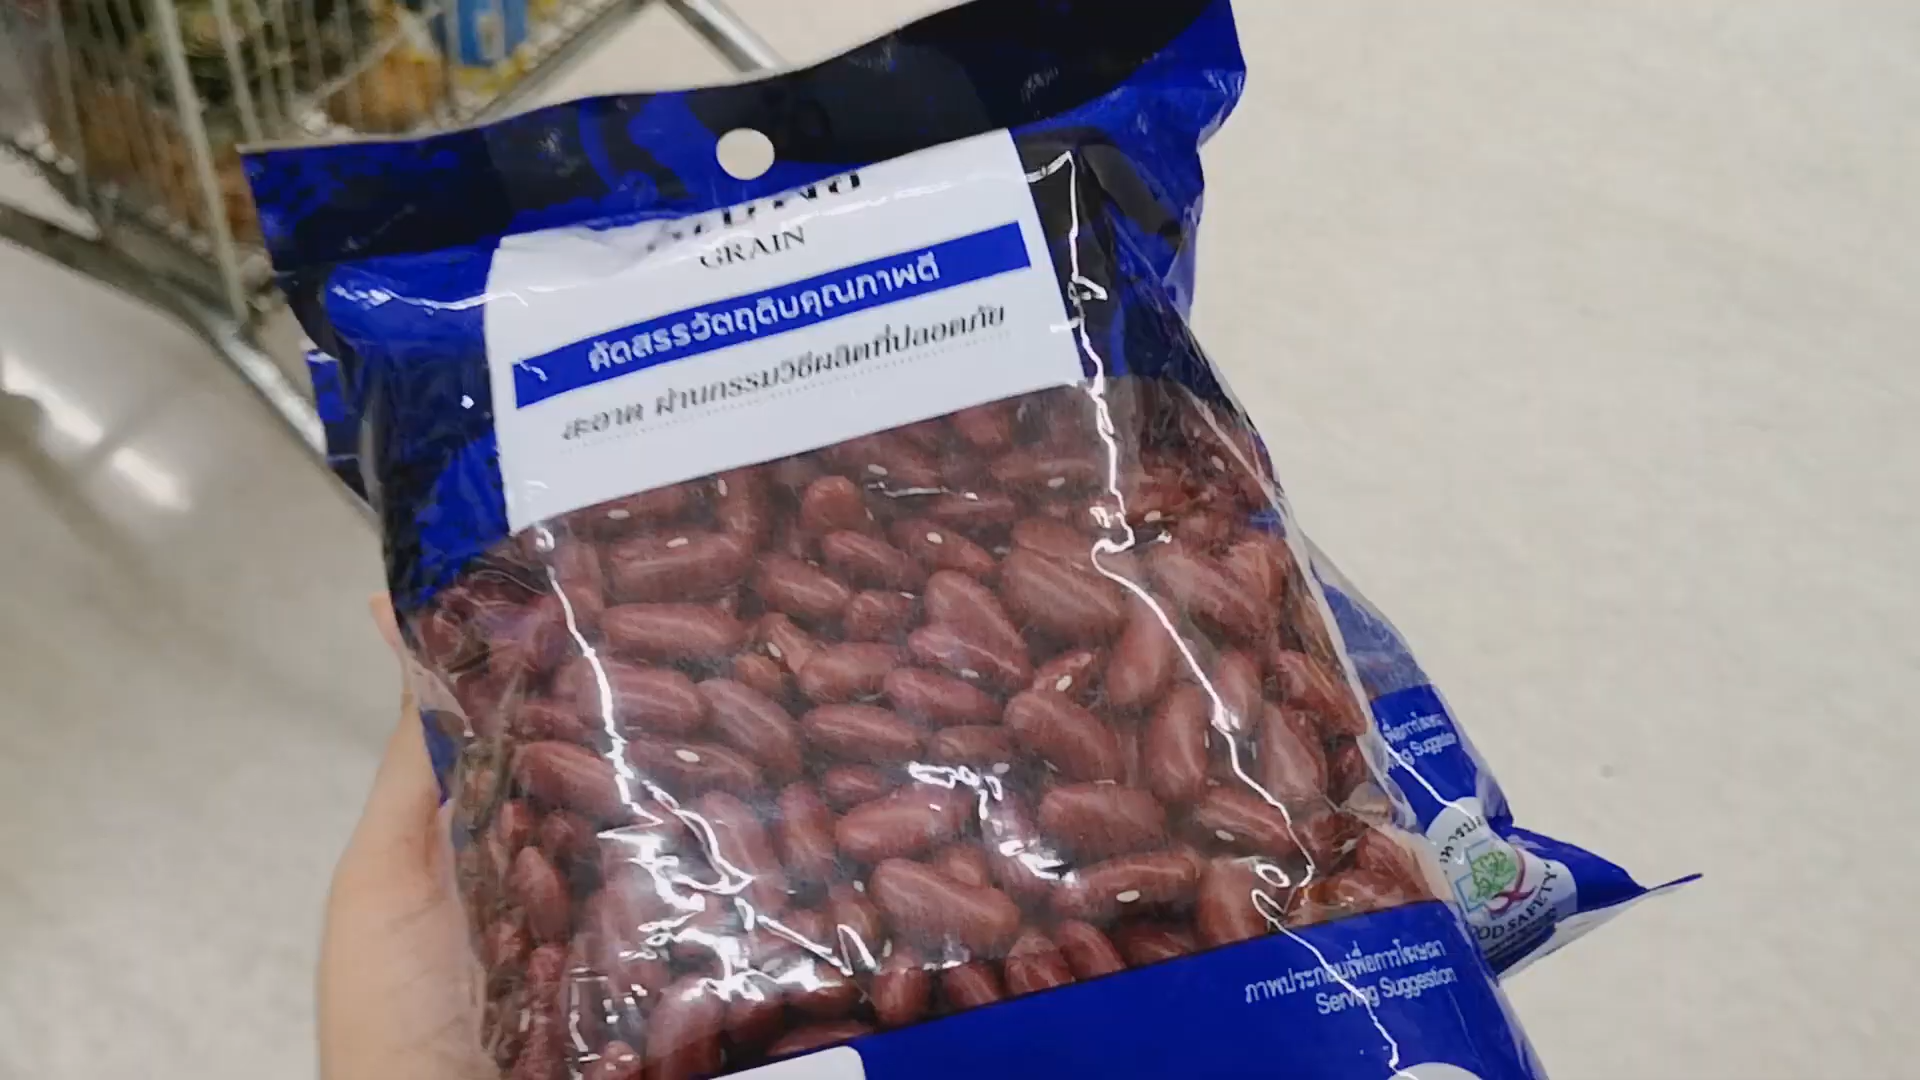 GRAIN
คัดสรรวัตถุดิบคุณภาพดี
สะอาด ผ่านกรรมวิธีผลิตที่ปลอดภัย
ภาพประกอบเพื่อการโฆษณา
Serving Suggestion